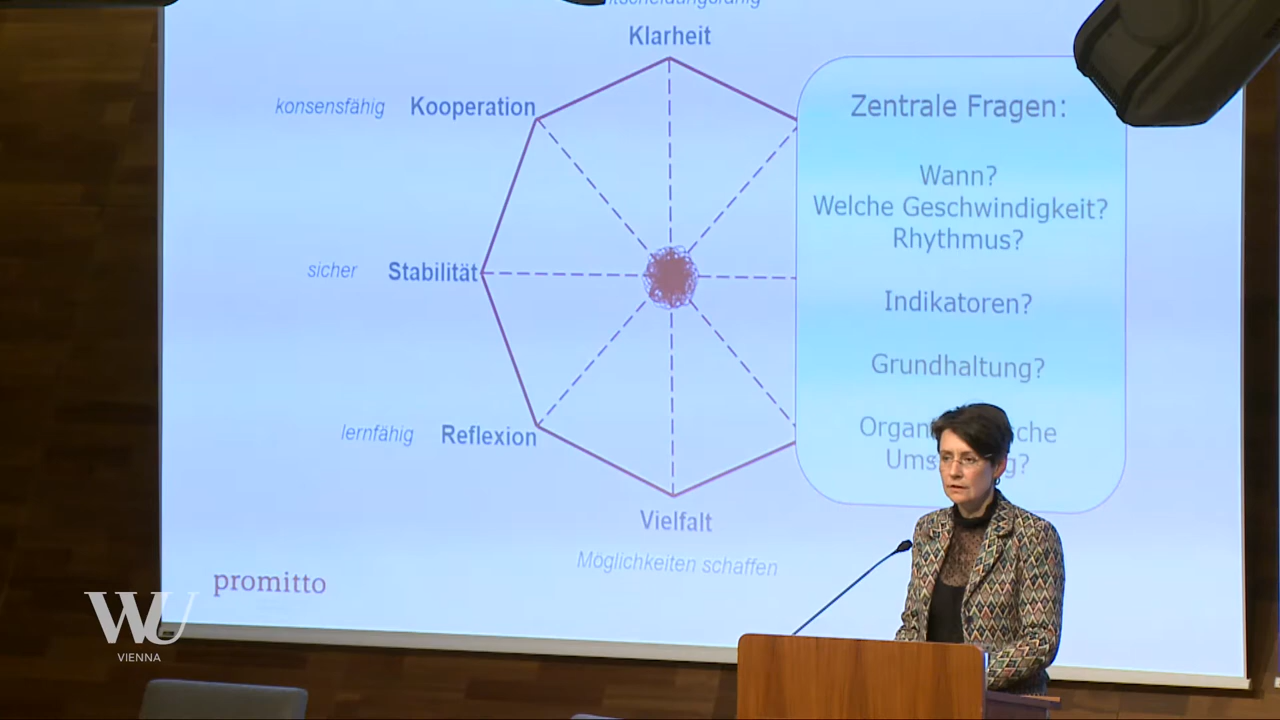 Klarheit
konsensfähig Kooperation
sicher Stabilität
lernfähig Reflexion
Vielfalt
Möglichkeiten schaffen
promitto
Zentrale Fragen:
Wann?
Welche Geschwindigkeit?
Rhythmus?
Indikatoren?
Grundhaltung?
WU
VIENNA